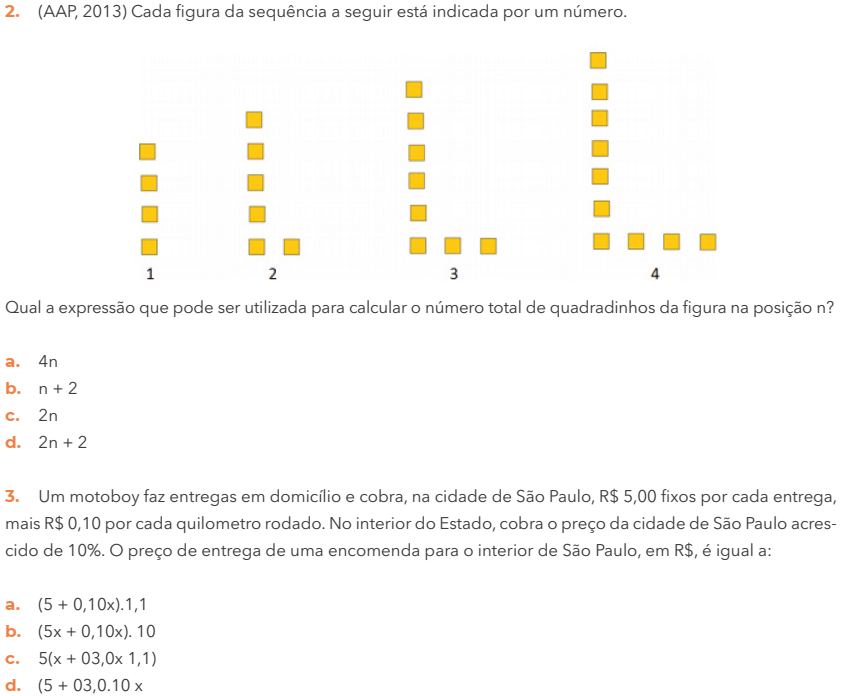 2. (AAP, 2013) Cada figura da sequência a seguir está indicada por um número.
1 2 3 4
Qual a expressão que pode ser utilizada para calcular o número total de quadradinhos da figura na posição n?
a. 4n
b. n + 2
c. 2n
d. 2n + 2
3. Um motoboy faz entregas em domicílio e cobra, na cidade de São Paulo, R$ 5,00 fixos por cada entrega,
mais R$ 0,10 por cada quilometro rodado. No interior do Estado, cobra o preço da cidade de São Paulo acres-
cido de 10%. O preço de entrega de uma encomenda para o interior de São Paulo, em R$, é igual a:
a. (5 + 0,10x).1,1
b. (5x + 0,10x). 10
c. 5(x + 03,0x 1,1)
d. (5 + 03,0.10 x